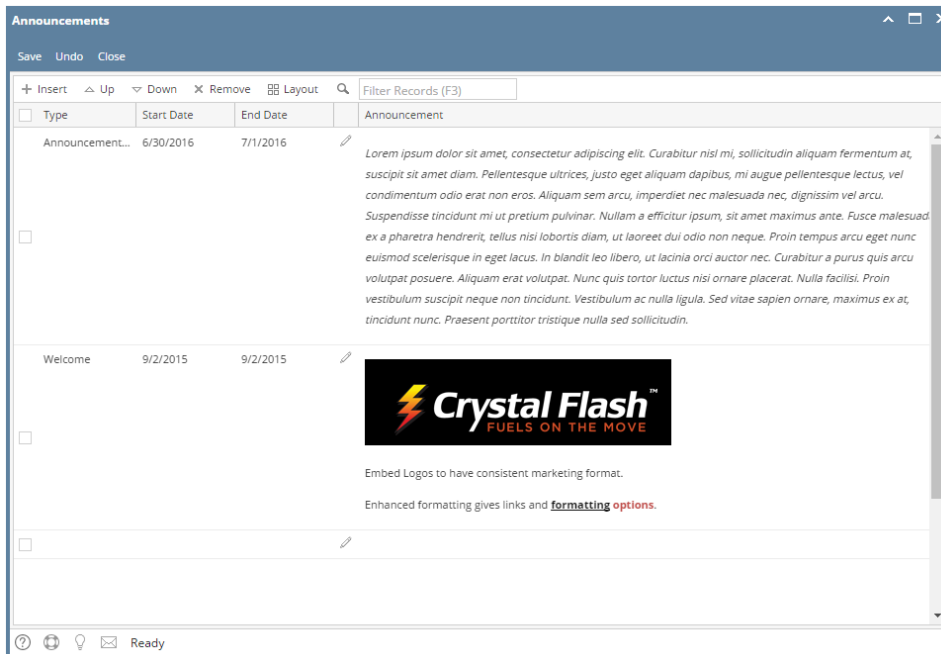 Announcements
Save Undo Close
Insert Up Down Remove Layout Filter Records (F3)
Type Start Date End Date Announcement
Announcement... 6/30/2016 7/1/2016
Lorem ipsum dolor sit amet, consectetur adipiscing elit. Curabitur nisl mi, sollicitudin aliquam fermentum at,
suscipit sit amet diam. Pellentesque ultrices, justo eget aliquam dapibus, mi augue pellentesque lectus, vel
condimentum odio erat non eros. Aliquam sem arcu, imperdiet nec malesuada nec, dignissim vel arcu.
Suspendisse tincidunt mi ut pretium pulvinar. Nullam a efficitur ipsum, sit amet maximus ante. Fusce malesuad
ex a pharetra hendrerit, tellus nisi lobortis diam, ut laoreet dui odio non neque. Proin tempus arcu eget nunc
euismod scelerisque in eget lacus. In blandit leo libero, ut lacinia orci auctor nec. Curabitur a purus quis arcu
volutpat posuere. Aliquam erat volutpat. Nunc quis tortor luctus nisi ornare placerat. Nulla facilisi. Proin
vestibulum suscipit neque non tincidunt. Vestibulum ac nulla ligula. Sed vitae sapien ornare, maximus ex at,
tincidunt nunc. Praesent porttitor tristique nulla sed sollicitudin.
Welcome 9/2/2015 9/2/2015
Crystal Flash™
FUELS ON THE MOVE
Embed Logos to have consistent marketing format.
Enhanced formatting gives links and formatting options.
Ready